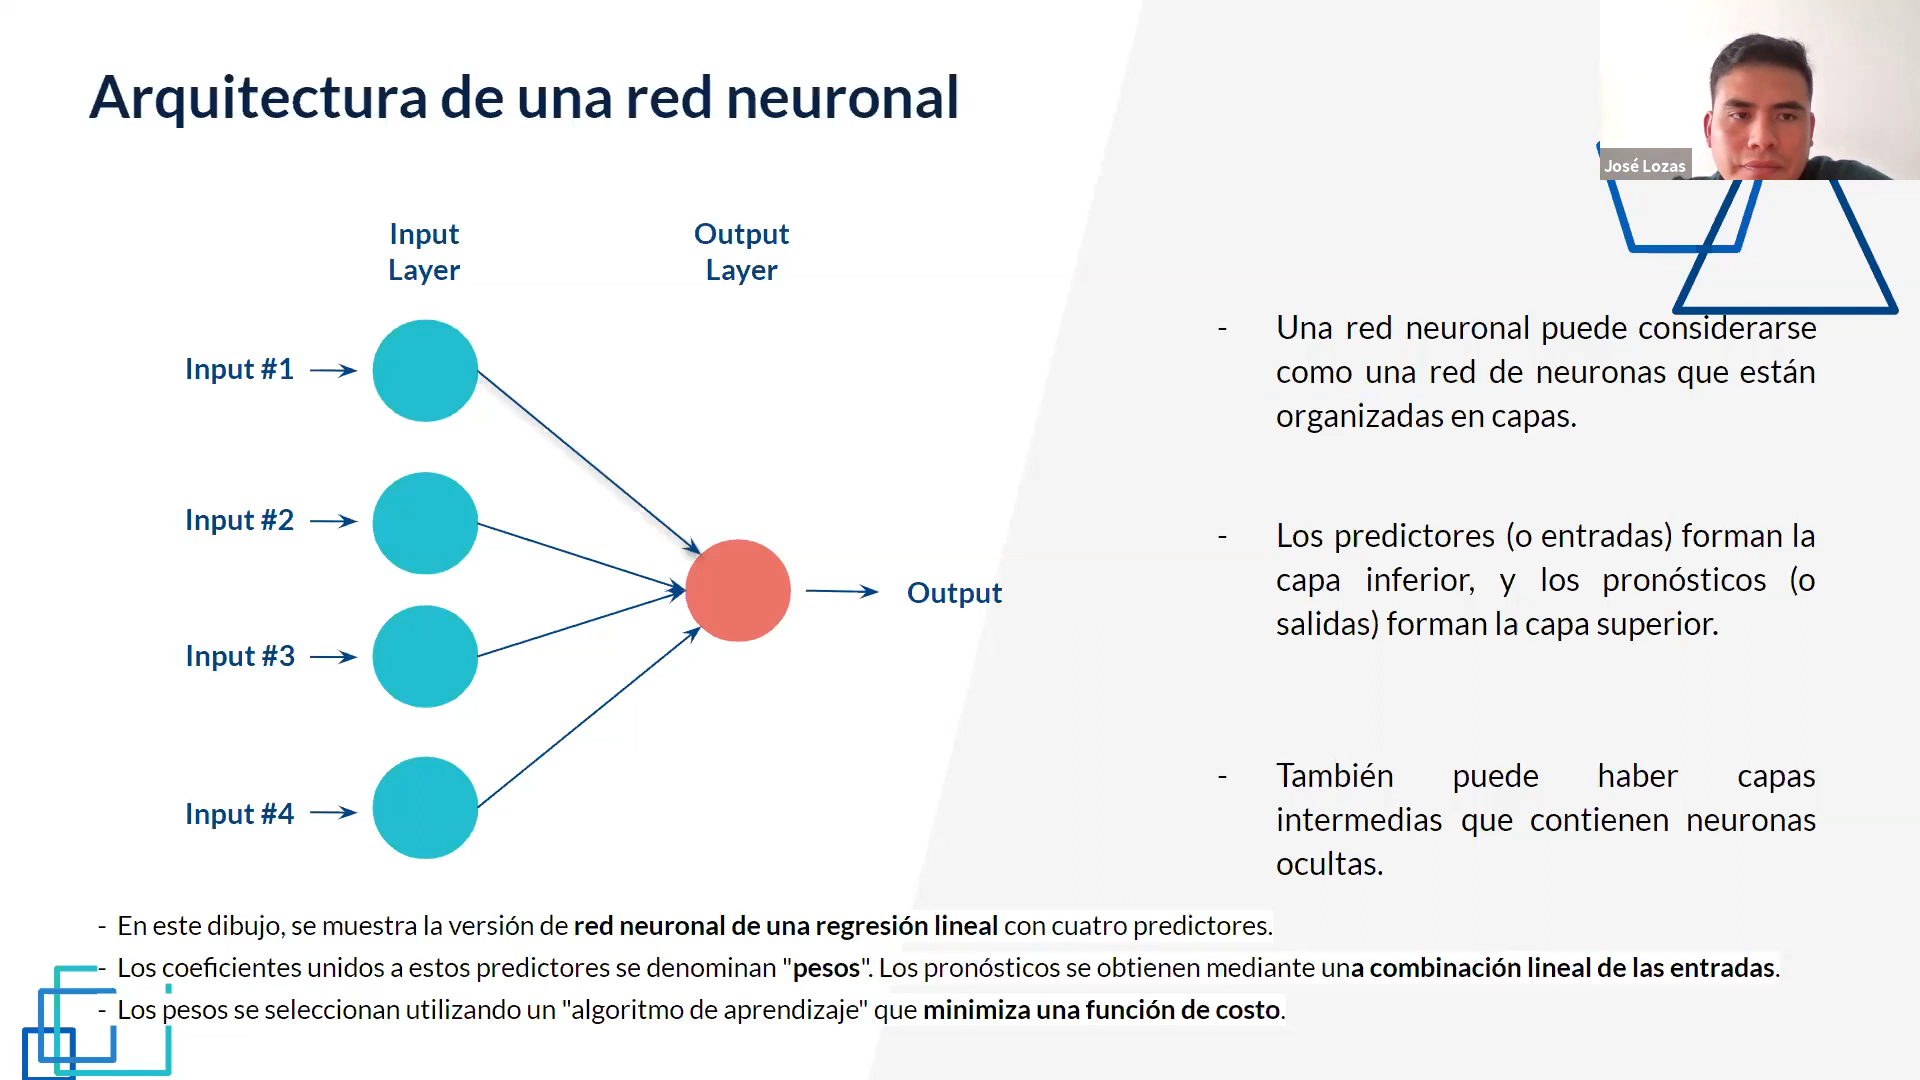 Arquitectura de una red neuronal
José Lozas
Input
Layer
Output
Layer
Input #1
Input #2
Input #3
Input #4
Output
- Una red neuronal puede considerarse
como una red de neuronas que están
organizadas en capas.
- Los predictores (o entradas) forman la
capa inferior, y los pronósticos (o
salidas) forman la capa superior.
- También puede haber capas
intermedias que contienen neuronas
ocultas.
- En este dibujo, se muestra la versión de red neuronal de una regresión lineal con cuatro predictores.
- Los coeficientes unidos a estos predictores se denominan "pesos". Los pronósticos se obtienen mediante una combinación lineal de las entradas.
- Los pesos se seleccionan utilizando un "algoritmo de aprendizaje" que minimiza una función de costo.